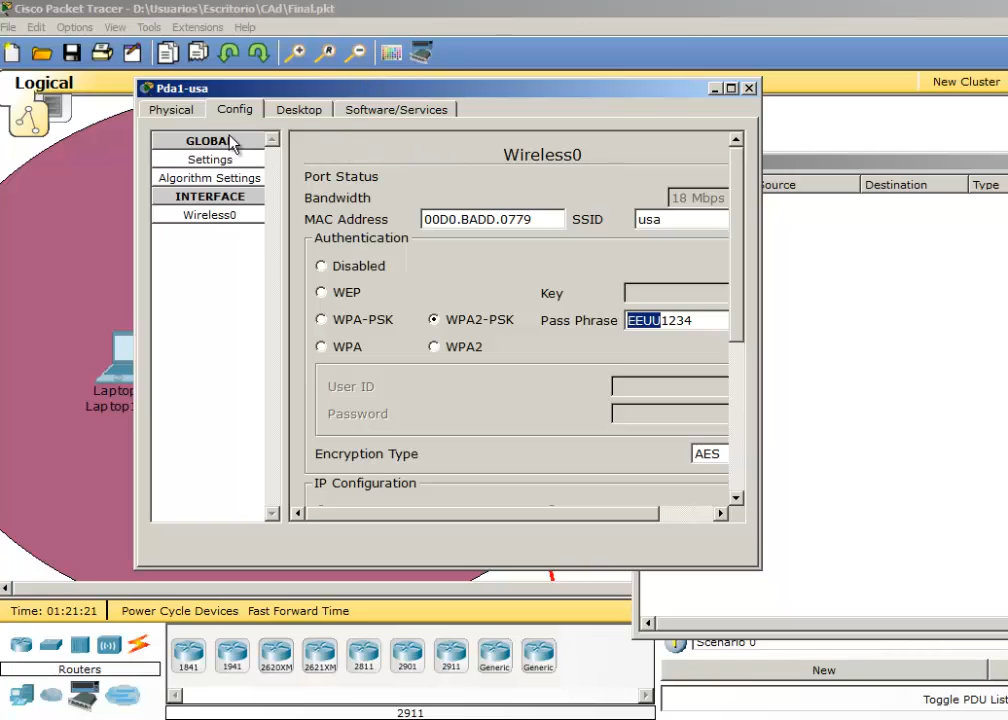 Cisco Packet Tracer - D:\Usuarios\Escritorio\CAd\Final.pkt
File Edit Options View Tools Extensions Help
Logical
New Cluster
Pda1-usa
Physical Config Desktop Software/Services
GLOBAL
Settings
Algorithm Settings
INTERFACE
Wireless0
Wireless0
Port Status
Bandwidth 18 Mbps
MAC Address 00D0.BADD.0779 SSID usa
Authentication
Disabled
WEP Key
WPA-PSK WPA2-PSK Pass Phrase EEUU1234
WPA WPA2
User ID
Password
Encryption Type AES
IP Configuration
Source Destination Type
Laptop
Laptop
Time: 01:21:21 Power Cycle Devices Fast Forward Time
Routers
1841 1941 2620XM 2621XM 2811 2901 2911 Generic Generic
2911
Scenario 0
New
Toggle PDU List